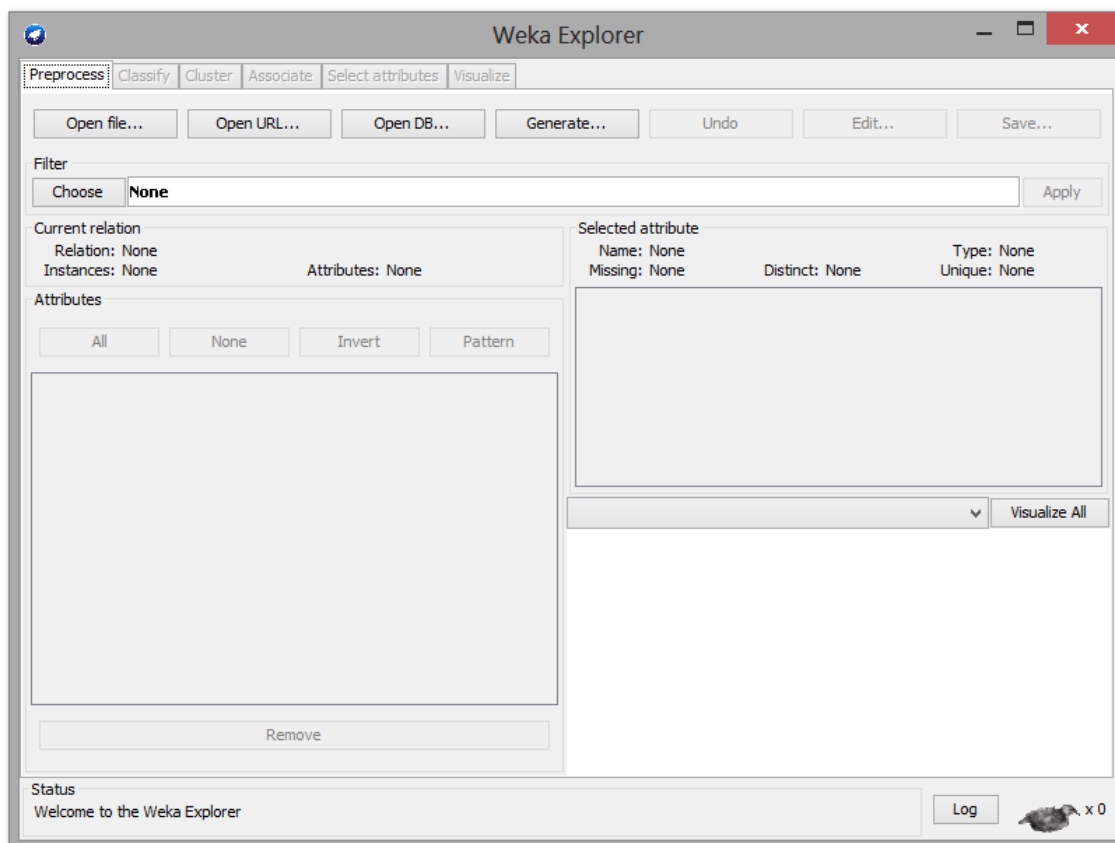 Weka Explorer
Preprocess Classify Cluster Associate Select attributes Visualize
Open file... Open URL... Open DB... Generate... Undo Edit... Save...
Filter
Choose None Apply
Current relation
Relation: None
Instances: None Attributes: None
Selected attribute
Name: None Type: None
Missing: None Distinct: None Unique: None
Attributes
All None Invert Pattern
Visualize All
Remove
Status
Welcome to the Weka Explorer
Log x 0